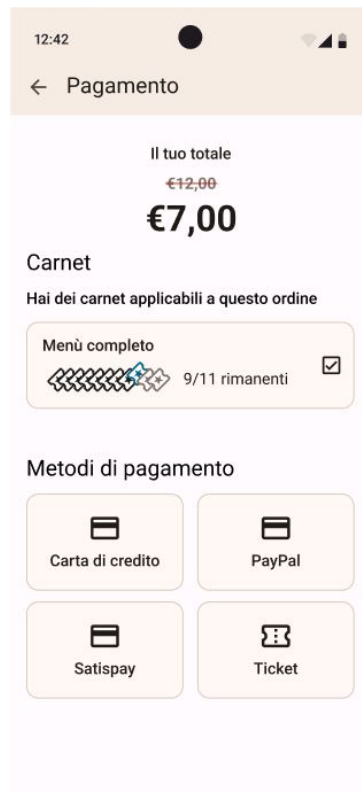 12:42
Pagamento
Il tuo totale
€12,00
€7,00
Carnet
Hai dei carnet applicabili a questo ordine
Menù completo
9/11 rimanenti
Metodi di pagamento
Carta di credito
PayPal
Satispay
Ticket